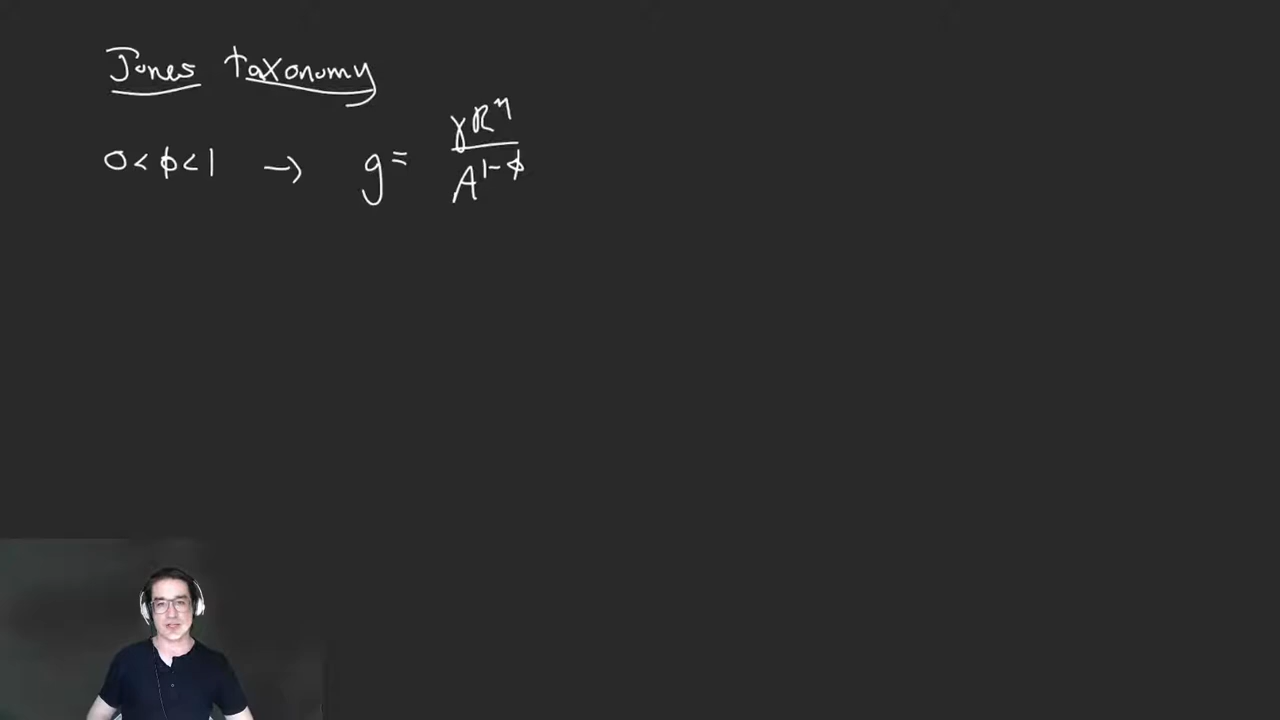 Jones taxonomy
0 < ϕ < 1 → g = γR^η / A^{1-ϕ}